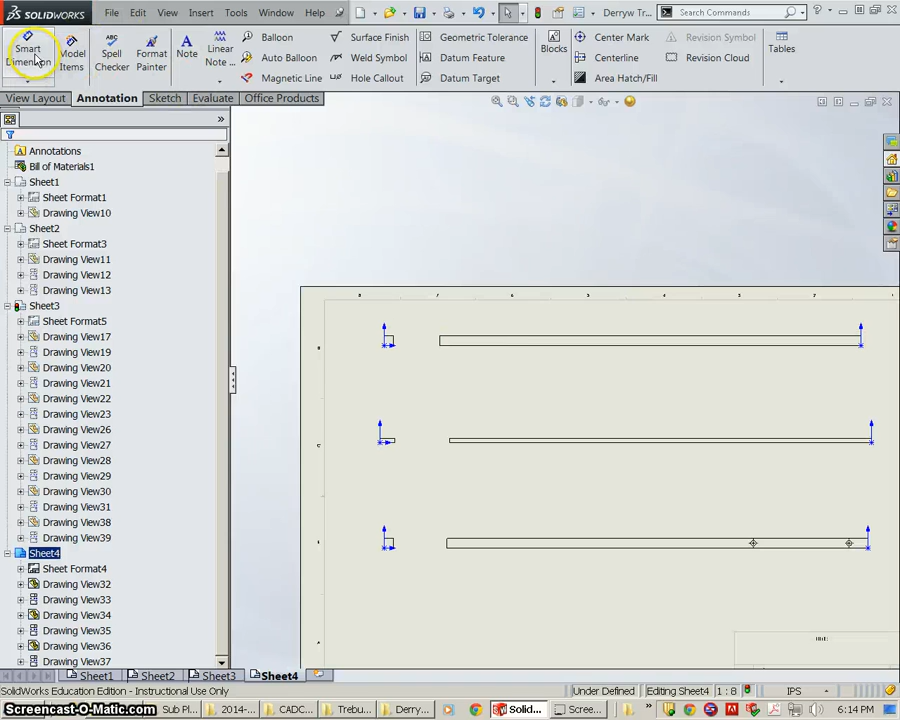 SOLIDWORKS File Edit View Insert Tools Window Help Derryw Tr... Search Commands
Smart Dimension
Model Items
Spell Checker
Format Painter
Note
Linear Note ...
Balloon
Auto Balloon
Magnetic Line
Surface Finish
Weld Symbol
Hole Callout
Geometric Tolerance
Datum Feature
Datum Target
Blocks
Center Mark
Centerline
Area Hatch/Fill
Revision Symbol
Revision Cloud
Tables
View Layout Annotation Sketch Evaluate Office Products
Annotations
Bill of Materials1
Sheet1
Sheet Format1
Drawing View10
Sheet2
Sheet Format3
Drawing View11
Drawing View12
Drawing View13
Sheet3
Sheet Format5
Drawing View17
Drawing View19
Drawing View20
Drawing View21
Drawing View22
Drawing View23
Drawing View26
Drawing View27
Drawing View28
Drawing View29
Drawing View30
Drawing View31
Drawing View38
Drawing View39
Sheet4
Sheet Format4
Drawing View32
Drawing View33
Drawing View34
Drawing View35
Drawing View36
Drawing View37
Sheet1 Sheet2 Sheet3 Sheet4
SolidWorks Education Edition - Instructional Use Only Under Defined Editing Sheet4 1 : 8 IPS
Screencast-O-Matic.com Sub Pl... 2014-... CADC... Trebu... Derry... Solid... Scree... 6:14 PM